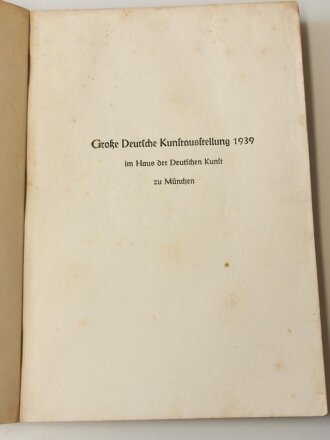 Große Deutsche Kunstausstellung 1939
im Haus der Deutschen Kunst
zu München